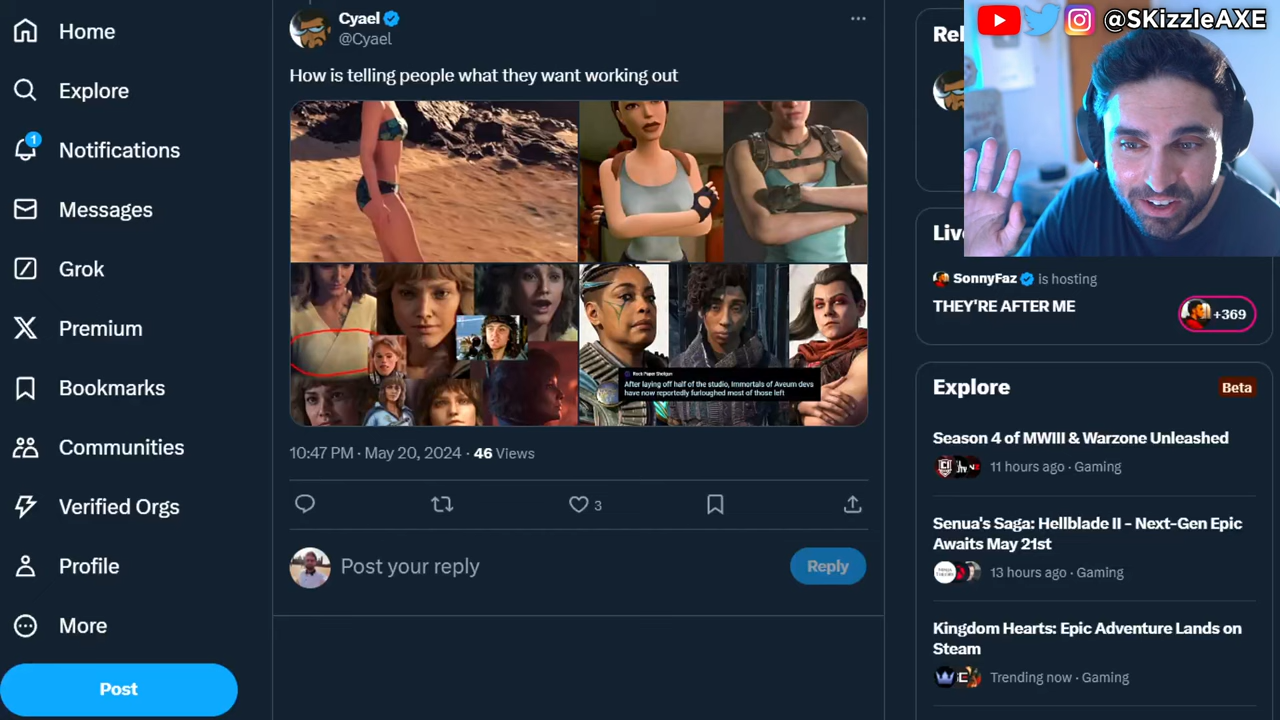 Home
Explore
1
Notifications
Messages
Grok
Premium
Bookmarks
Communities
Verified Orgs
Profile
More
Post
Cyael
@Cyael
How is telling people what they want working out
Rock Paper Shotgun
After laying off half of the studio, Immortals of Aveum devs
have now reportedly furloughed most of those left
10:47 PM · May 20, 2024 · 46 Views
3
Post your reply
Reply
@SKizzleAXE
Rel
Liv
SonnyFaz is hosting
THEY'RE AFTER ME
+369
Explore
Beta
Season 4 of MWIII & Warzone Unleashed
11 hours ago · Gaming
Senua's Saga: Hellblade II – Next-Gen Epic
Awaits May 21st
13 hours ago · Gaming
Kingdom Hearts: Epic Adventure Lands on
Steam
Trending now · Gaming